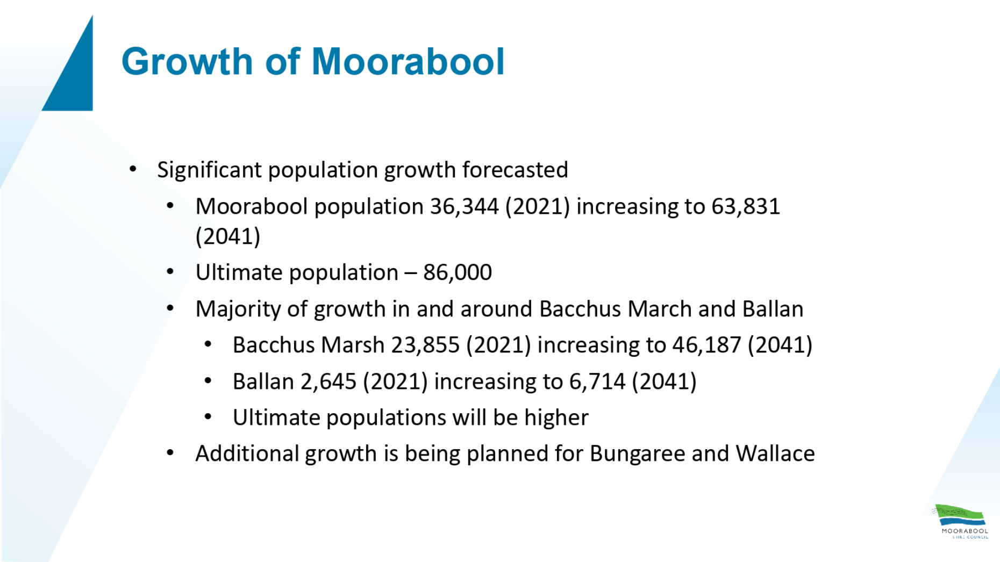 Growth of Moorabool
• Significant population growth forecasted
• Moorabool population 36,344 (2021) increasing to 63,831
(2041)
• Ultimate population – 86,000
• Majority of growth in and around Bacchus March and Ballan
• Bacchus Marsh 23,855 (2021) increasing to 46,187 (2041)
• Ballan 2,645 (2021) increasing to 6,714 (2041)
• Ultimate populations will be higher
• Additional growth is being planned for Bungaree and Wallace
MOORABOOL
SHIRE COUNCIL